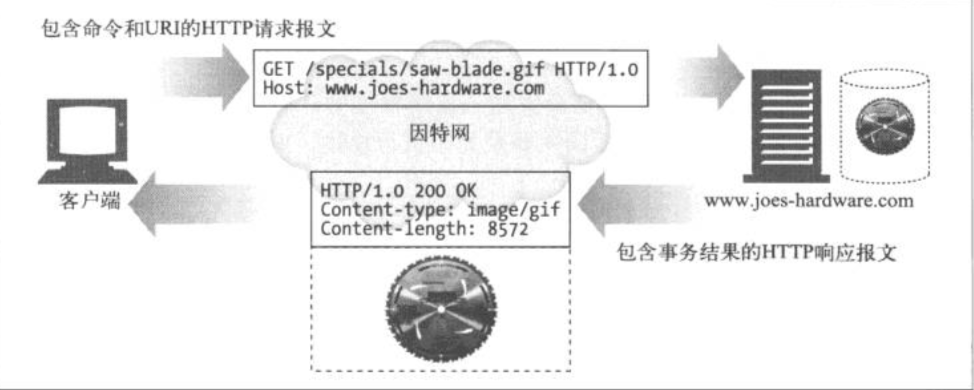 包含命令和URI的HTTP请求报文
GET /specials/saw-blade.gif HTTP/1.0
Host: www.joes-hardware.com
因特网
客户端
HTTP/1.0 200 OK
Content-type: image/gif
Content-length: 8572
www.joes-hardware.com
包含事务结果的HTTP响应报文